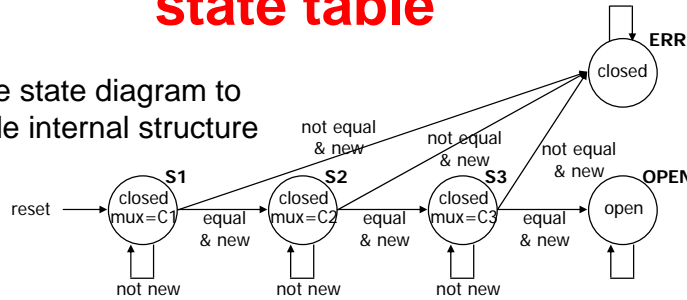 state table
ERR
closed
e state diagram to
le internal structure
not equal
& new
not equal
& new
not equal
& new
S1
S2
S3
OPEN
reset
closed
mux=C1
equal
& new
closed
mux=C2
equal
& new
closed
mux=C3
equal
& new
open
not new
not new
not new